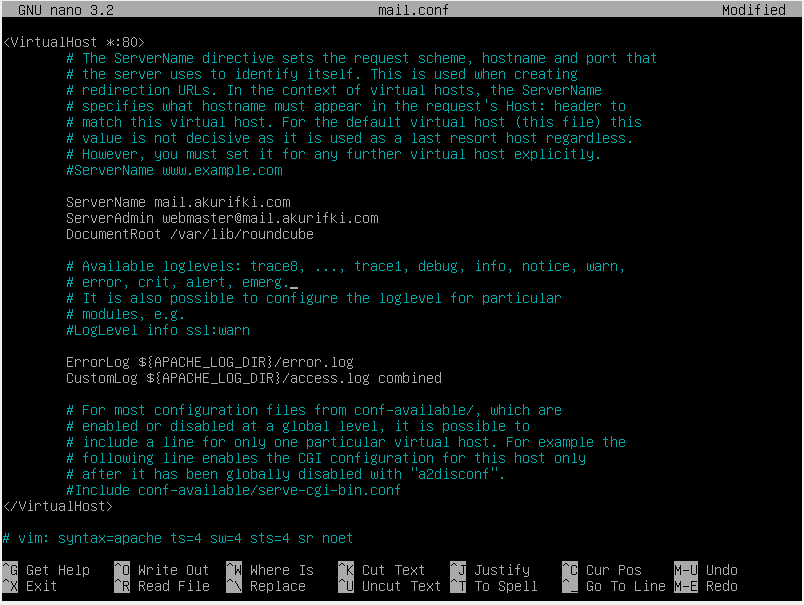 GNU nano 3.2 mail.conf Modified
<VirtualHost *:80>
# The ServerName directive sets the request scheme, hostname and port that
# the server uses to identify itself. This is used when creating
# redirection URLs. In the context of virtual hosts, the ServerName
# specifies what hostname must appear in the request's Host: header to
# match this virtual host. For the default virtual host (this file) this
# value is not decisive as it is used as a last resort host regardless.
# However, you must set it for any further virtual host explicitly.
#ServerName www.example.com
ServerName mail.akurifki.com
ServerAdmin webmaster@mail.akurifki.com
DocumentRoot /var/lib/roundcube
# Available loglevels: trace8, ..., trace1, debug, info, notice, warn,
# error, crit, alert, emerg.
# It is also possible to configure the loglevel for particular
# modules, e.g.
#LogLevel info ssl:warn
ErrorLog ${APACHE_LOG_DIR}/error.log
CustomLog ${APACHE_LOG_DIR}/access.log combined
# For most configuration files from conf-available/, which are
# enabled or disabled at a global level, it is possible to
# include a line for only one particular virtual host. For example the
# following line enables the CGI configuration for this host only
# after it has been globally disabled with "a2disconf".
#Include conf-available/serve-cgi-bin.conf
</VirtualHost>
# vim: syntax=apache ts=4 sw=4 sts=4 sr noet
^G Get Help ^O Write Out ^W Where Is ^K Cut Text ^J Justify ^C Cur Pos M-U Undo
^X Exit ^R Read File ^\ Replace ^U Uncut Text ^T To Spell ^_ Go To Line M-E Redo